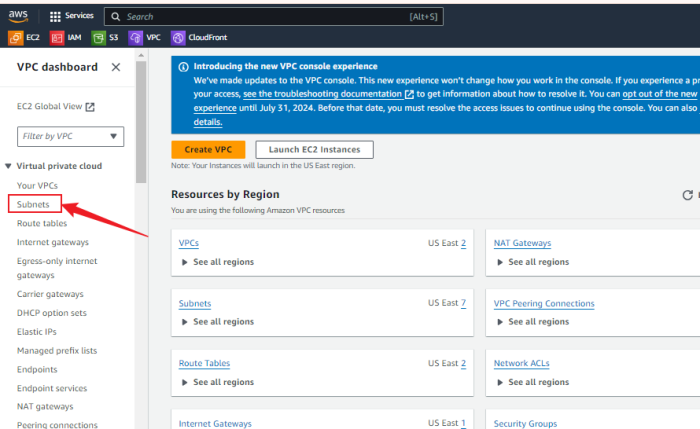 aws
Services
Search
[Alt+S]
EC2
IAM
S3
VPC
CloudFront
VPC dashboard
EC2 Global View
Filter by VPC
Virtual private cloud
Your VPCs
Subnets
Route tables
Internet gateways
Egress-only internet
gateways
Carrier gateways
DHCP option sets
Elastic IPs
Managed prefix lists
Endpoints
Endpoint services
NAT gateways
Peering connections
Introducing the new VPC console experience
We've made updates to the VPC console. This new experience won't change how you work in the console. If you experience a
your access, see the troubleshooting documentation to get information about how to resolve it. You can opt out of the new
experience until July 31, 2024. Before that date, you must resolve the access issues to continue using the console. You can also
details.
Create VPC
Launch EC2 Instances
Note: Your Instances will launch in the US East region.
Resources by Region
You are using the following Amazon VPC resources
VPCs
US East 2
See all regions
NAT Gateways
See all regions
Subnets
US East 7
See all regions
VPC Peering Connections
See all regions
Route Tables
US East 2
See all regions
Network ACLs
See all regions
Internet Gateways
US East 1
Security Groups